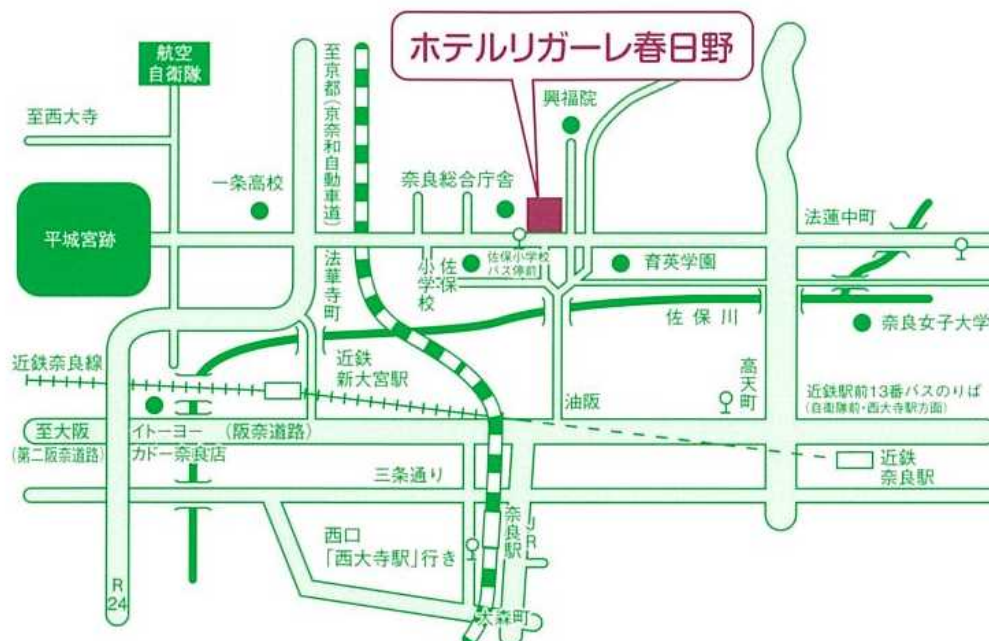 ホテルリガーレ春日野
航空
自衛隊
至西大寺
至京都(京奈和自動車道)
興福院
一条高校
奈良総合庁舎
平城宮跡
法蓮中町
佐保小学校
バス停前
佐保
小学校
育英学園
法華寺町
佐保川
奈良女子大学
近鉄奈良線
近鉄
新大宮駅
高天町
油阪
近鉄駅前13番バスのりば
(自衛隊前・西大寺駅方面)
至大阪
(第二阪奈道路)
イトーヨー
カドー奈良店
(阪奈道路)
近鉄
奈良駅
三条通り
西口
「西大寺駅」行き
JR
奈良駅
R
24
大森町